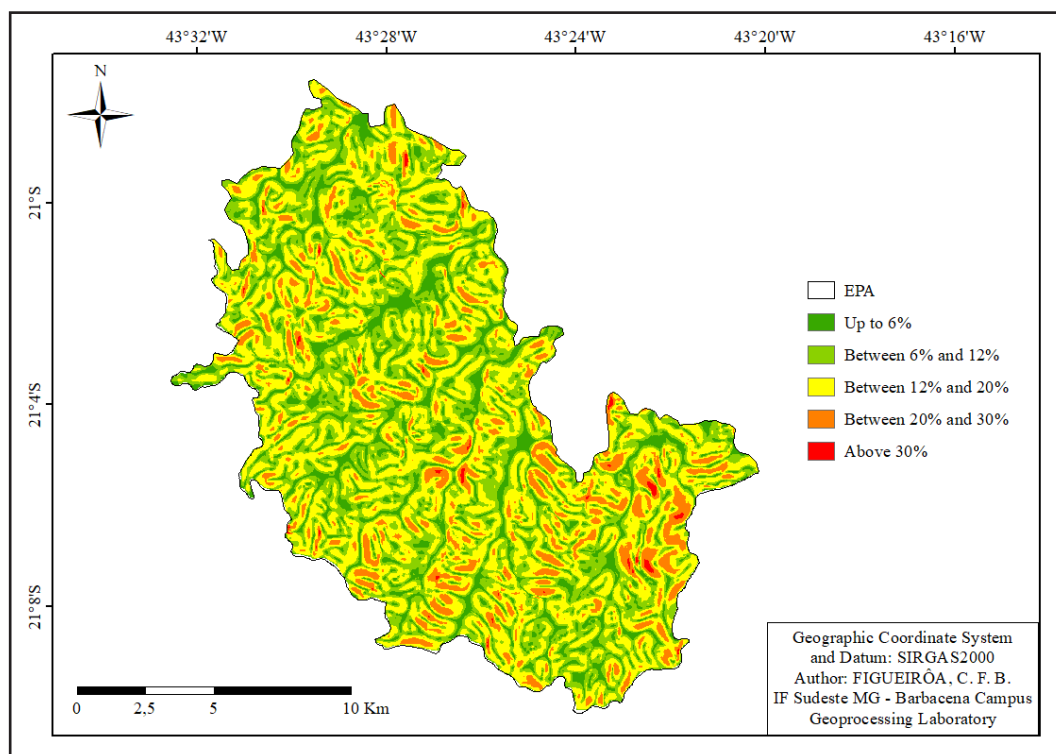 43°32'W 43°28'W 43°24'W 43°20'W 43°16'W
N
21°S
21°4'S
21°8'S
EPA
Up to 6%
Between 6% and 12%
Between 12% and 20%
Between 20% and 30%
Above 30%
0 2,5 5 10 Km
Geographic Coordinate System
and Datum: SIRGAS2000
Author: FIGUEIRÔA, C. F. B.
IF Sudeste MG - Barbacena Campus
Geoprocessing Laboratory